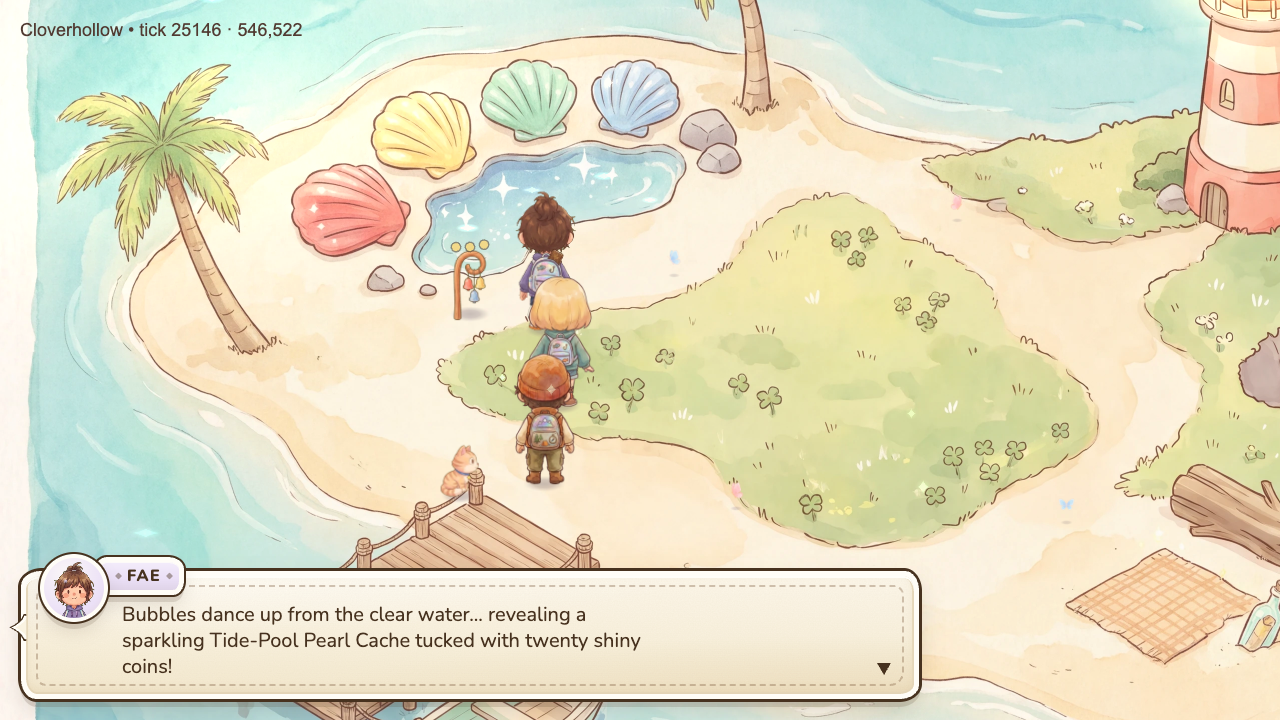 Cloverhollow • tick 25146 · 546,522
FAE
Bubbles dance up from the clear water... revealing a
sparkling Tide-Pool Pearl Cache tucked with twenty shiny
coins!